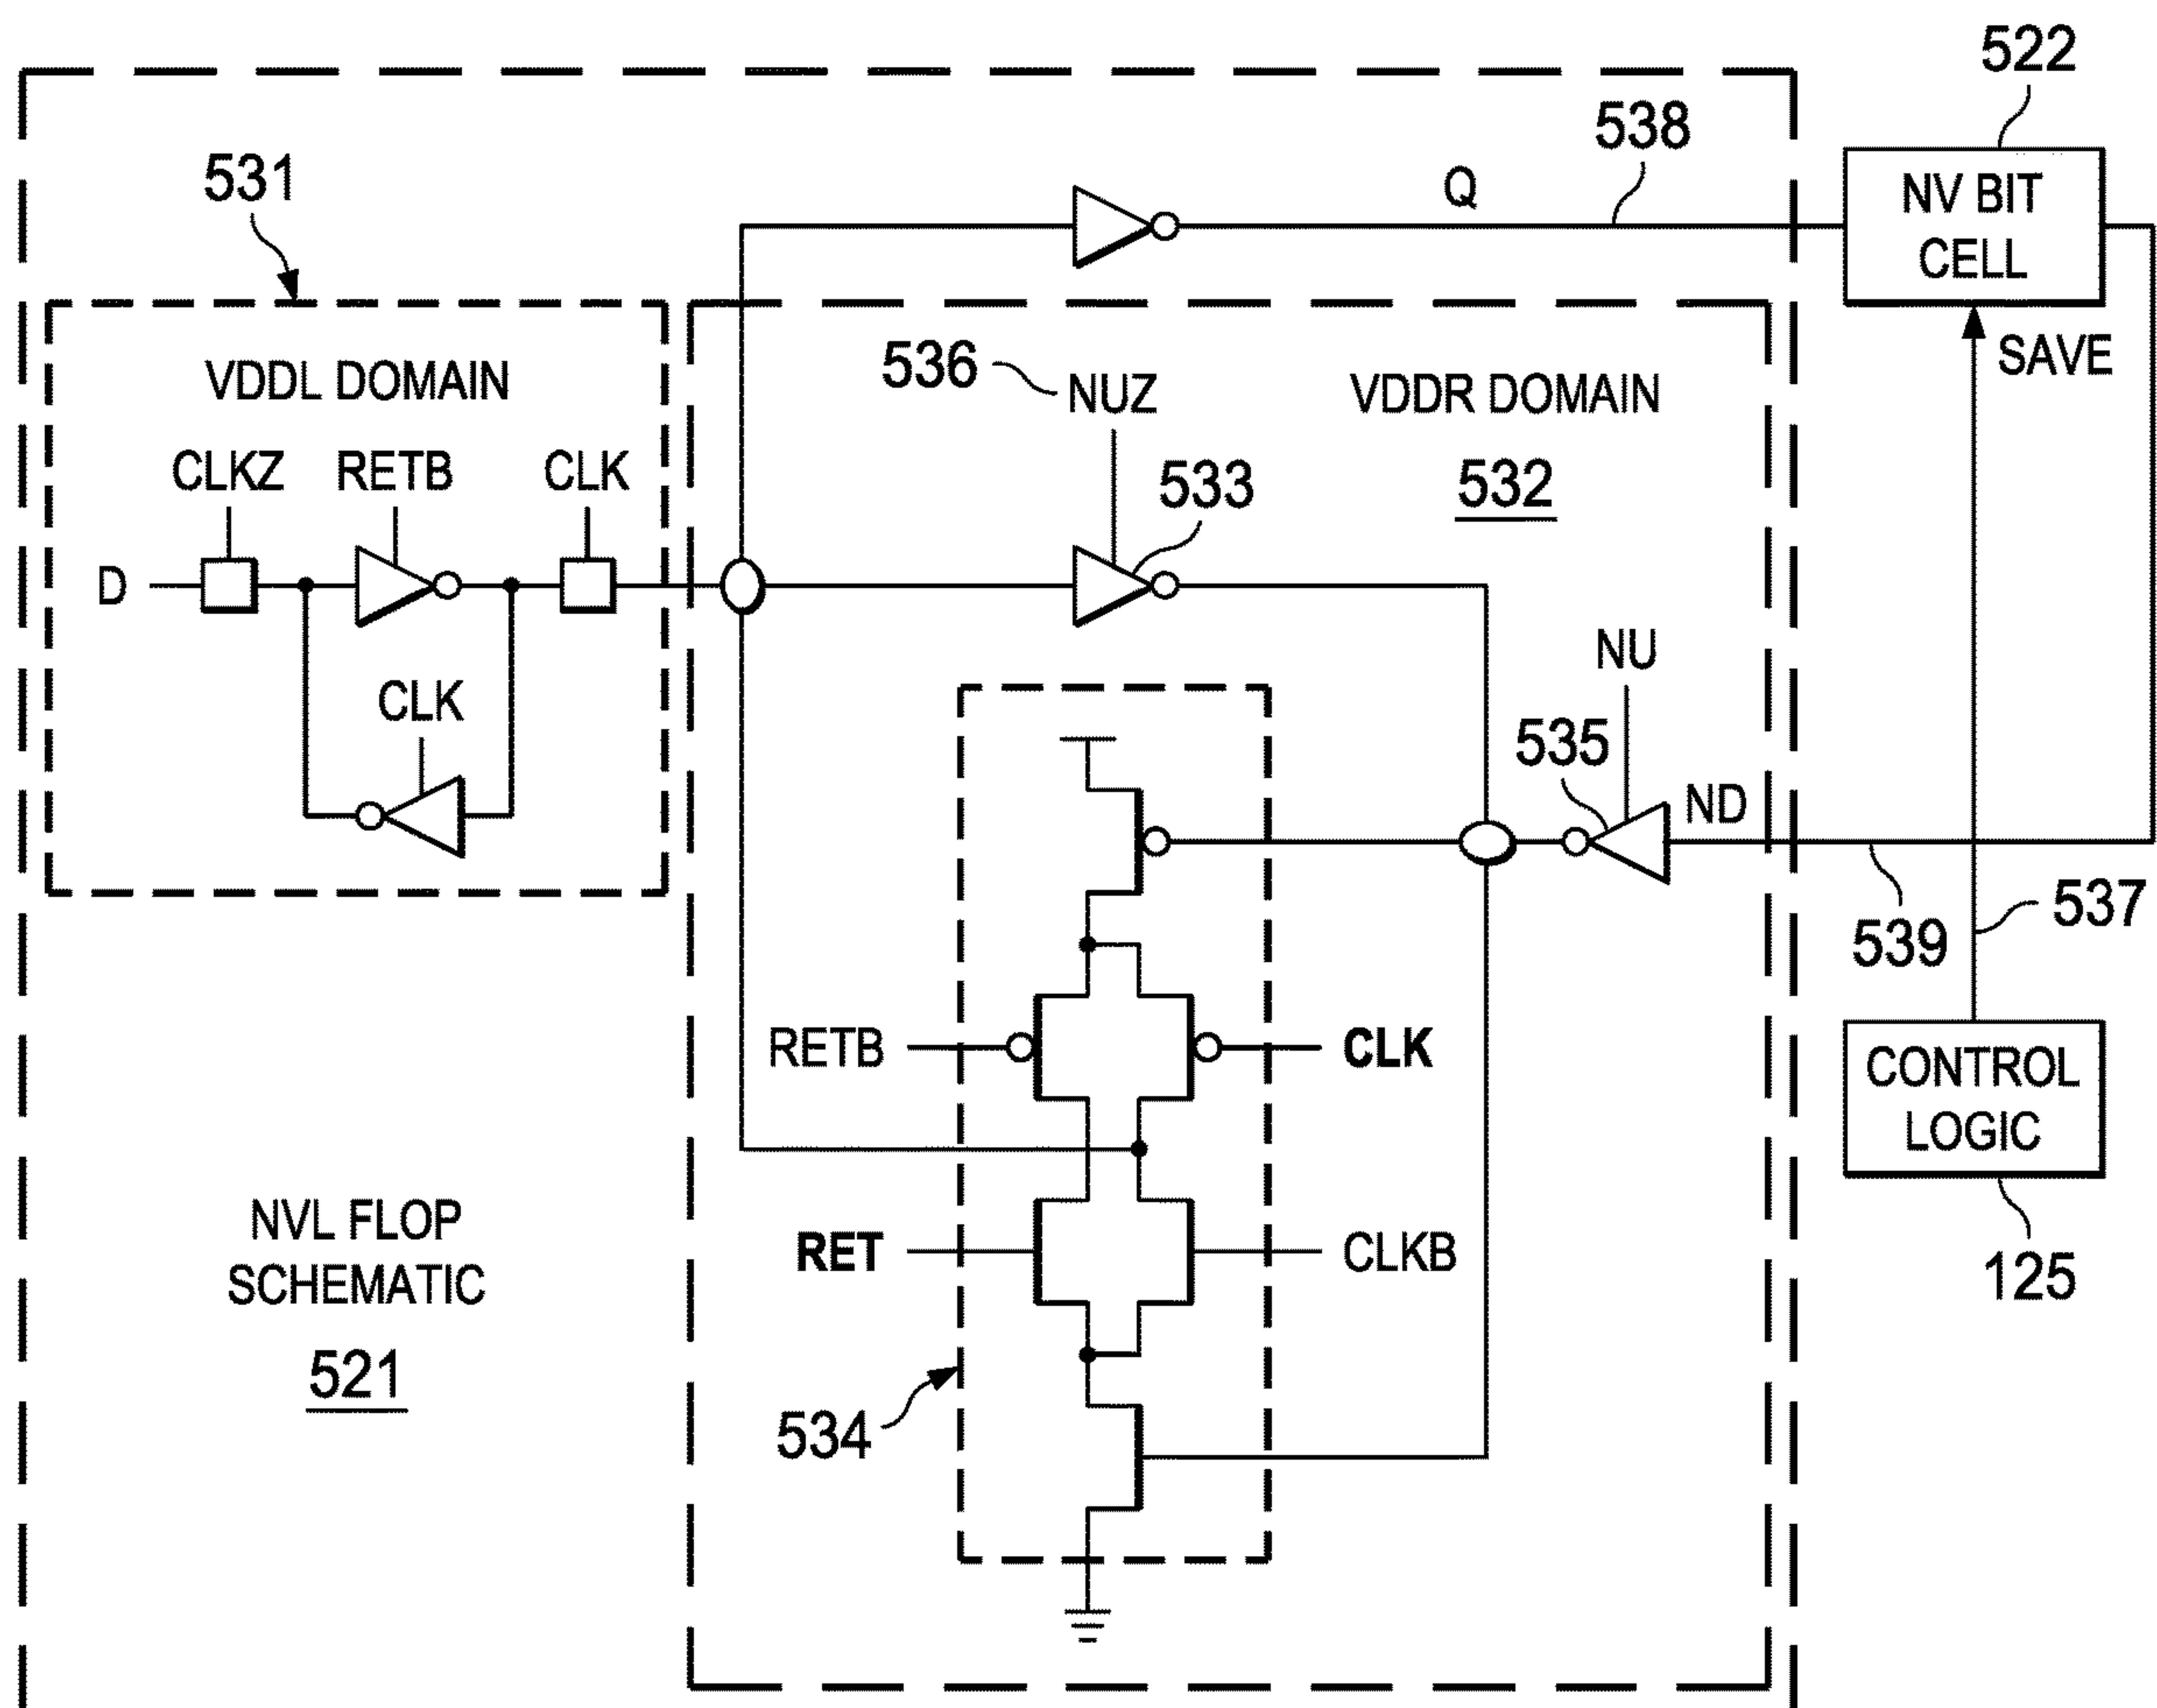 522
538
531
Q
NV BIT
CELL
536
NUZ
VDDL DOMAIN
VDDR DOMAIN
SAVE
CLKZ
RETB
CLK
533
532
D
NU
CLK
535
ND
537
539
RETB
CLK
CONTROL
LOGIC
NVL FLOP
SCHEMATIC
RET
CLKB
125
521
534